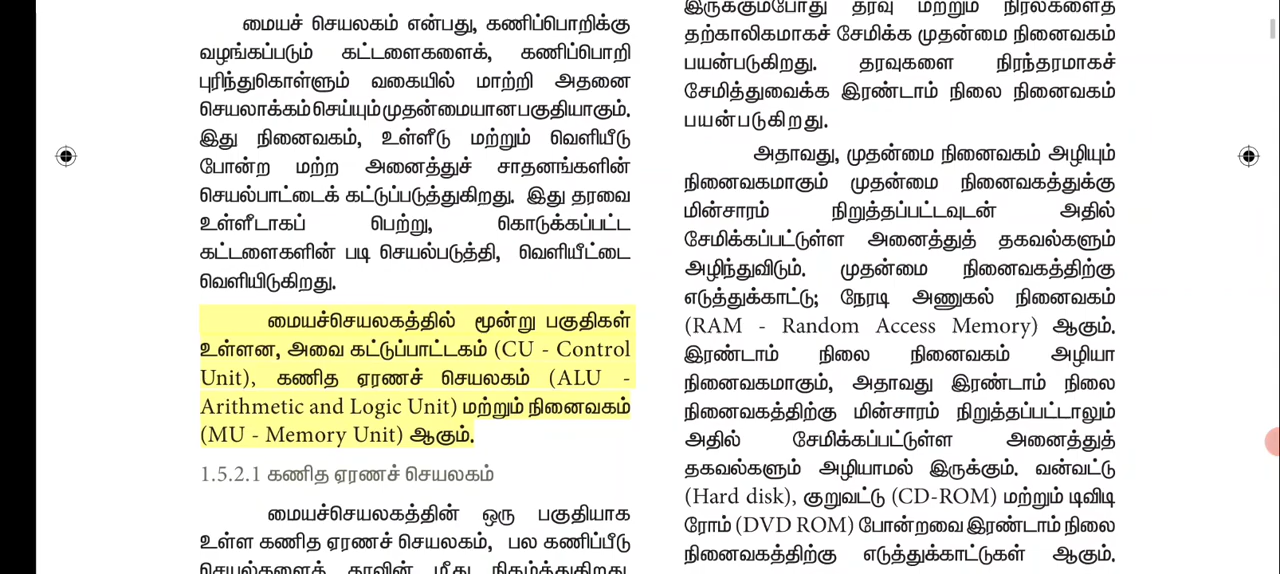 மையச் செயலகம் என்பது, கணிப்பொறிக்கு
வழங்கப்படும் கட்டளைகளைக், கணிப்பொறி
புரிந்துகொள்ளும் வகையில் மாற்றி அதனை
செயலாக்கம் செய்யும் முதன்மையான பகுதியாகும்.
இது நினைவகம், உள்ளீடு மற்றும் வெளியீடு
போன்ற மற்ற அனைத்துச் சாதனங்களின்
செயல்பாட்டைக் கட்டுப்படுத்துகிறது. இது தரவை
உள்ளீடாகப் பெற்று, கொடுக்கப்பட்ட
கட்டளைகளின் படி செயல்படுத்தி, வெளியீட்டை
வெளியிடுகிறது.
மையச்செயலகத்தில் மூன்று பகுதிகள்
உள்ளன, அவை கட்டுப்பாட்டகம் (CU - Control
Unit), கணித ஏரணச் செயலகம் (ALU -
Arithmetic and Logic Unit) மற்றும் நினைவகம்
(MU - Memory Unit) ஆகும்.
1.5.2.1 கணித ஏரணச் செயலகம்
மையச்செயலகத்தின் ஒரு பகுதியாக
உள்ள கணித ஏரணச் செயலகம், பல கணிப்பீடு
செயல்களைத் தரவின் மீது நிகழ்த்துகிறது.
இருக்கும்போது தரவு மற்றும் நிரல்களைத்
தற்காலிகமாகச் சேமிக்க முதன்மை நினைவகம்
பயன்படுகிறது. தரவுகளை நிரந்தரமாகச்
சேமித்துவைக்க இரண்டாம் நிலை நினைவகம்
பயன்படுகிறது.
அதாவது, முதன்மை நினைவகம் அழியும்
நினைவகமாகும் முதன்மை நினைவகத்துக்கு
மின்சாரம் நிறுத்தப்பட்டவுடன் அதில்
சேமிக்கப்பட்டுள்ள அனைத்துத் தகவல்களும்
அழிந்துவிடும். முதன்மை நினைவகத்திற்கு
எடுத்துக்காட்டு; நேரடி அணுகல் நினைவகம்
(RAM - Random Access Memory) ஆகும்.
இரண்டாம் நிலை நினைவகம் அழியா
நினைவகமாகும், அதாவது இரண்டாம் நிலை
நினைவகத்திற்கு மின்சாரம் நிறுத்தப்பட்டாலும்
அதில் சேமிக்கப்பட்டுள்ள அனைத்துத்
தகவல்களும் அழியாமல் இருக்கும். வன்வட்டு
(Hard disk), குறுவட்டு (CD-ROM) மற்றும் டிவிடி
ரோம் (DVD ROM) போன்றவை இரண்டாம் நிலை
நினைவகத்திற்கு எடுத்துக்காட்டுகள் ஆகும்.